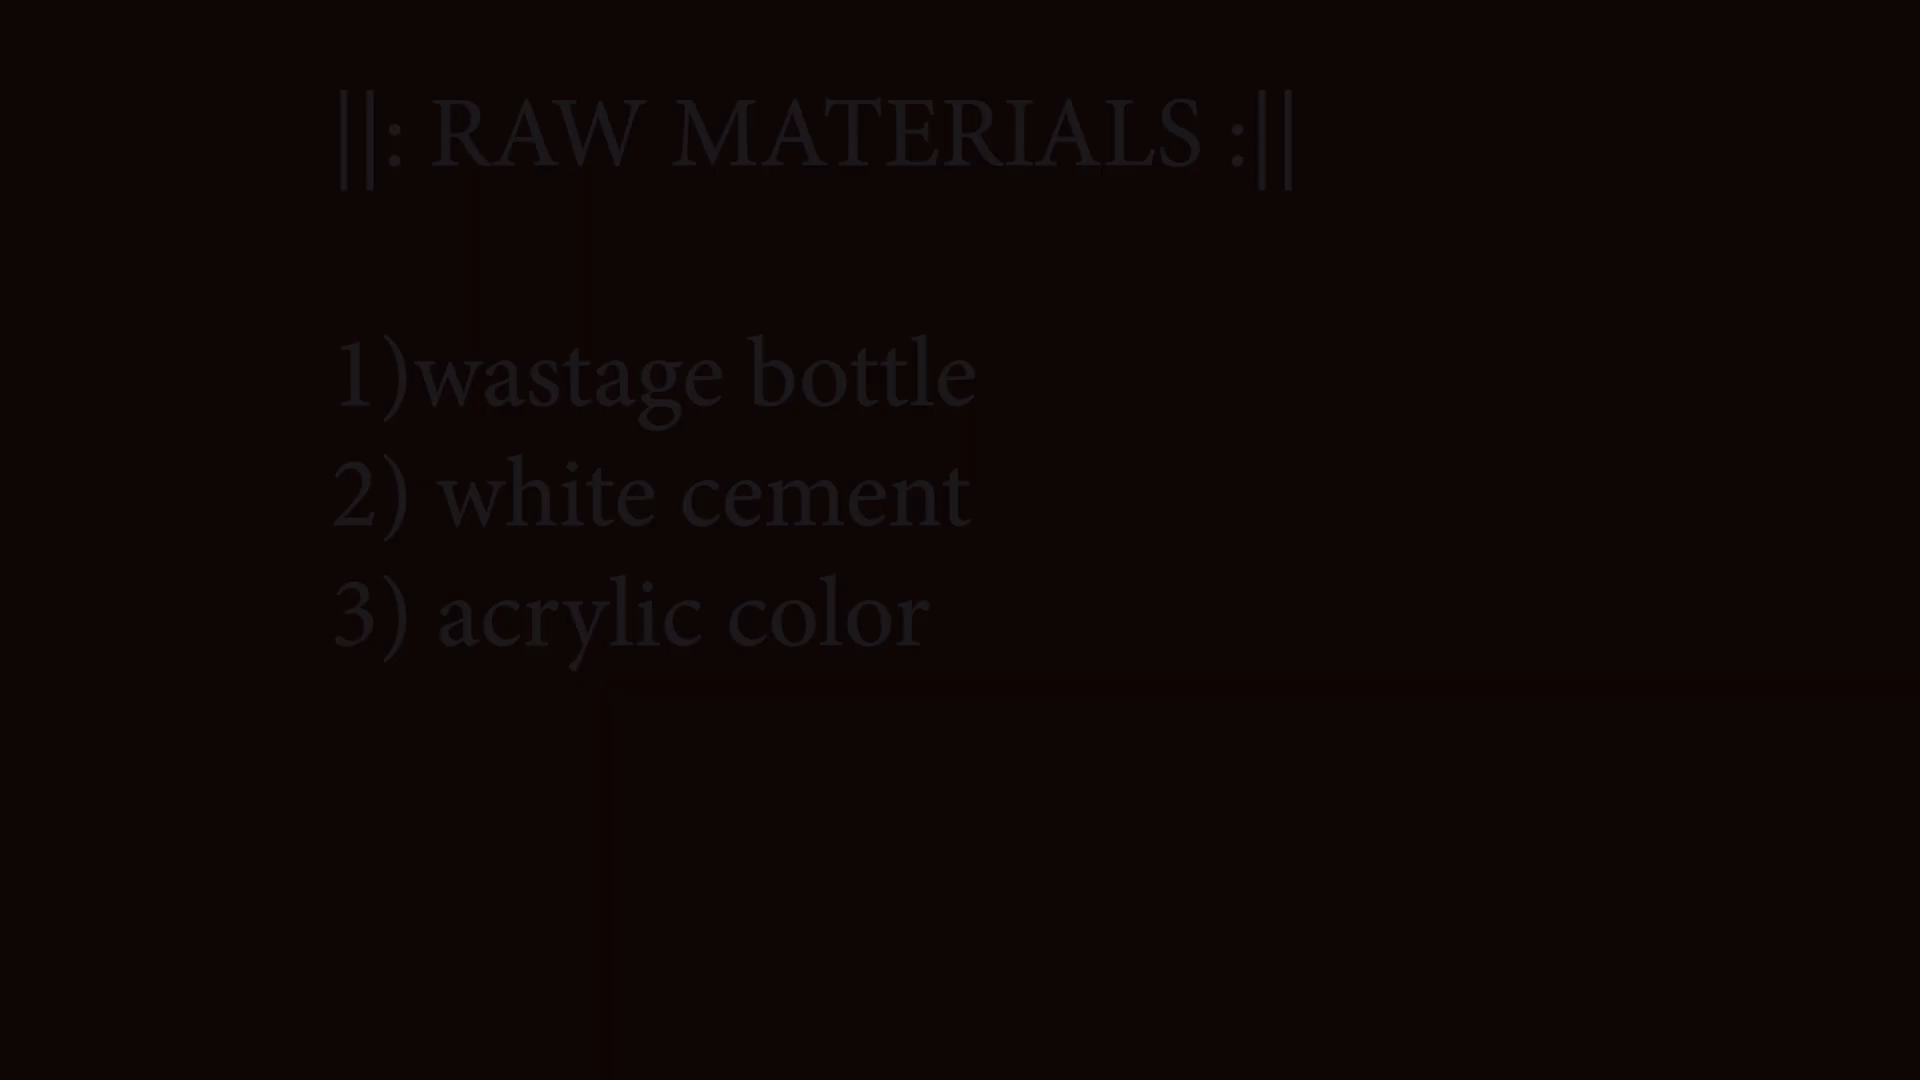 ||: RAW MATERIALS :||
1)wastage bottle
2) white cement
3) acrylic color